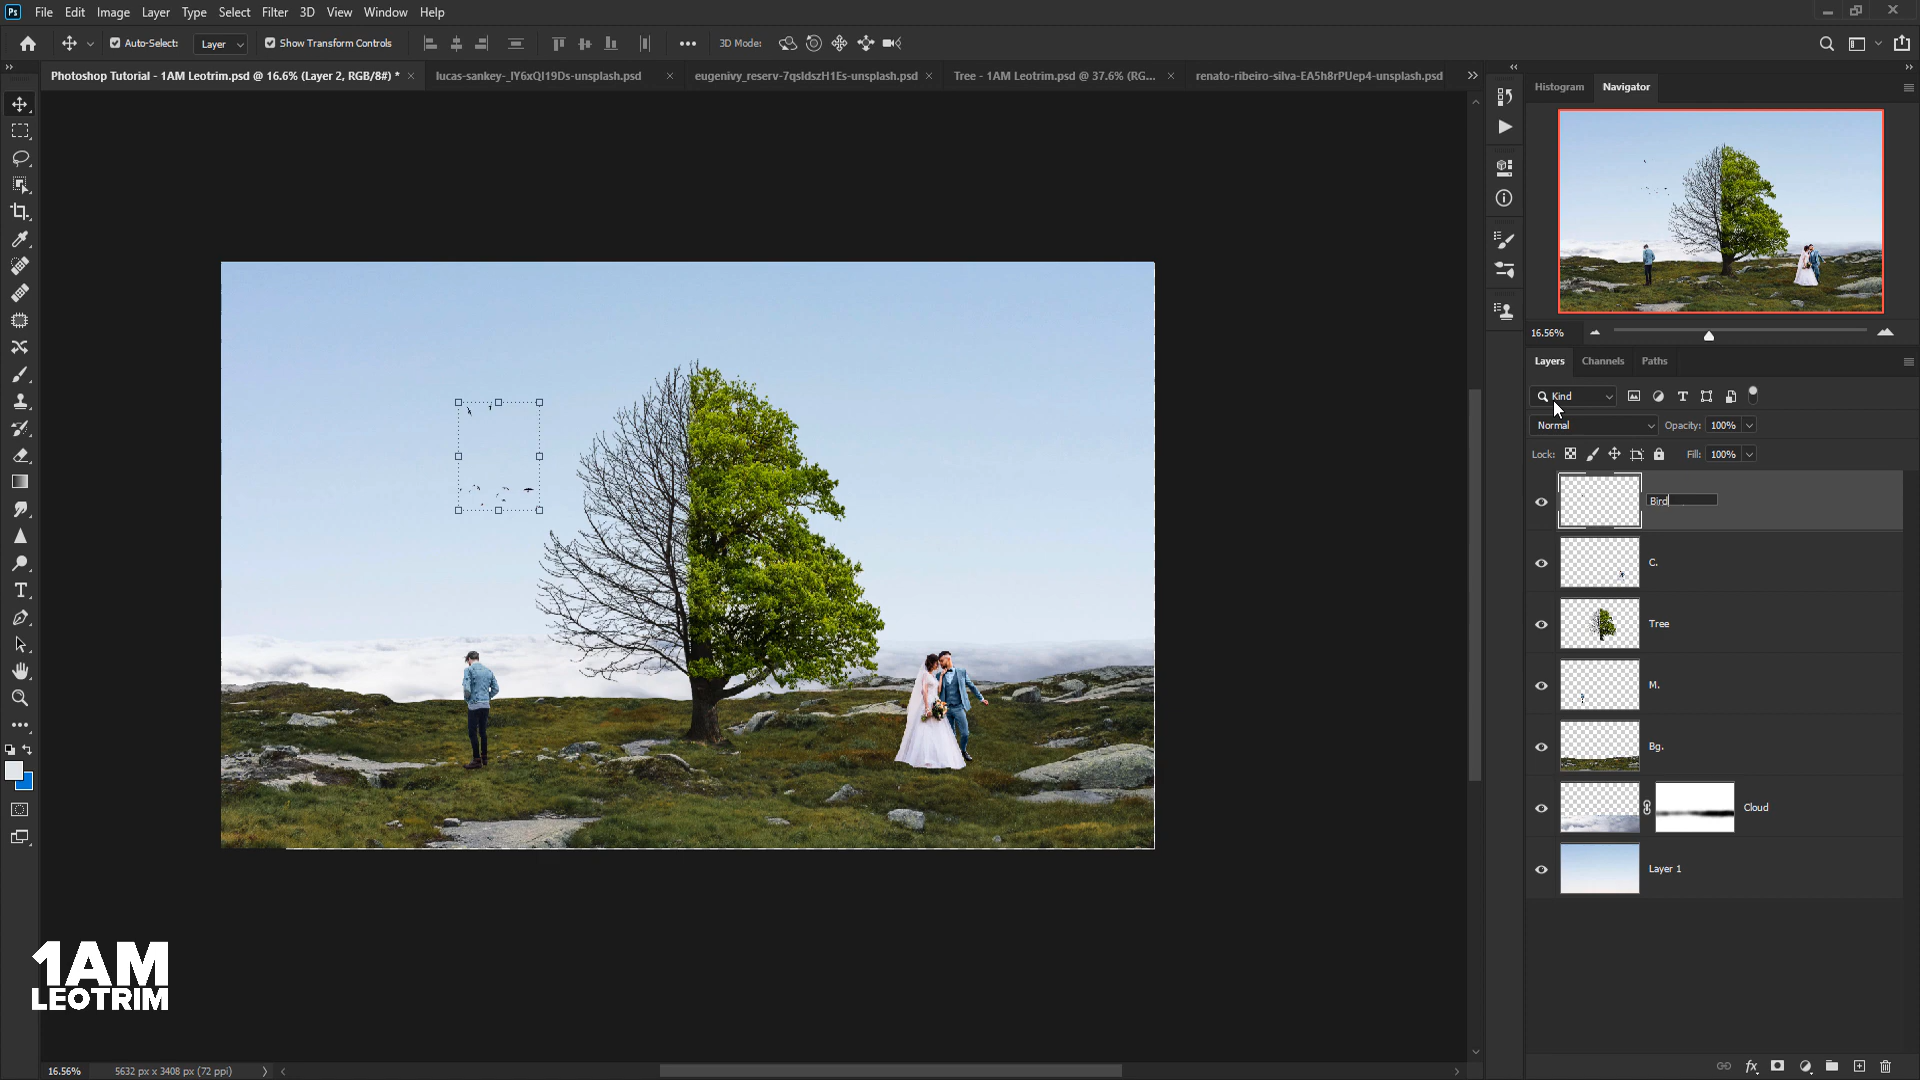 Ps File Edit Image Layer Type Select Filter 3D View Window Help
Auto-Select: Layer Show Transform Controls 3D Mode:
Photoshop Tutorial - 1AM Leotrim.psd @ 16.6% (Layer 2, RGB/8#) * lucas-sankey-_IY6xQI19Ds-unsplash.psd eugenivy_reserv-7qsIdszH1Es-unsplash.psd Tree - 1AM Leotrim.psd @ 37.6% (RG... renato-ribeiro-silva-EA5h8rPUep4-unsplash.psd
Histogram Navigator
16.56%
Layers Channels Paths
Kind
Normal Opacity: 100%
Lock: Fill: 100%
Bird
C.
Tree
M.
Bg.
Cloud
Layer 1
1AM
LEOTRIM
16.56% 5632 px x 3408 px (72 ppi)